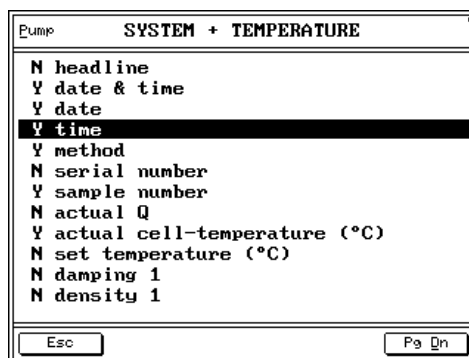 Pump SYSTEM + TEMPERATURE
N headline
Y date & time
Y date
Y time
Y method
N serial number
Y sample number
N actual Q
Y actual cell-temperature (°C)
N set temperature (°C)
N damping 1
N density 1
Esc Pg Dn